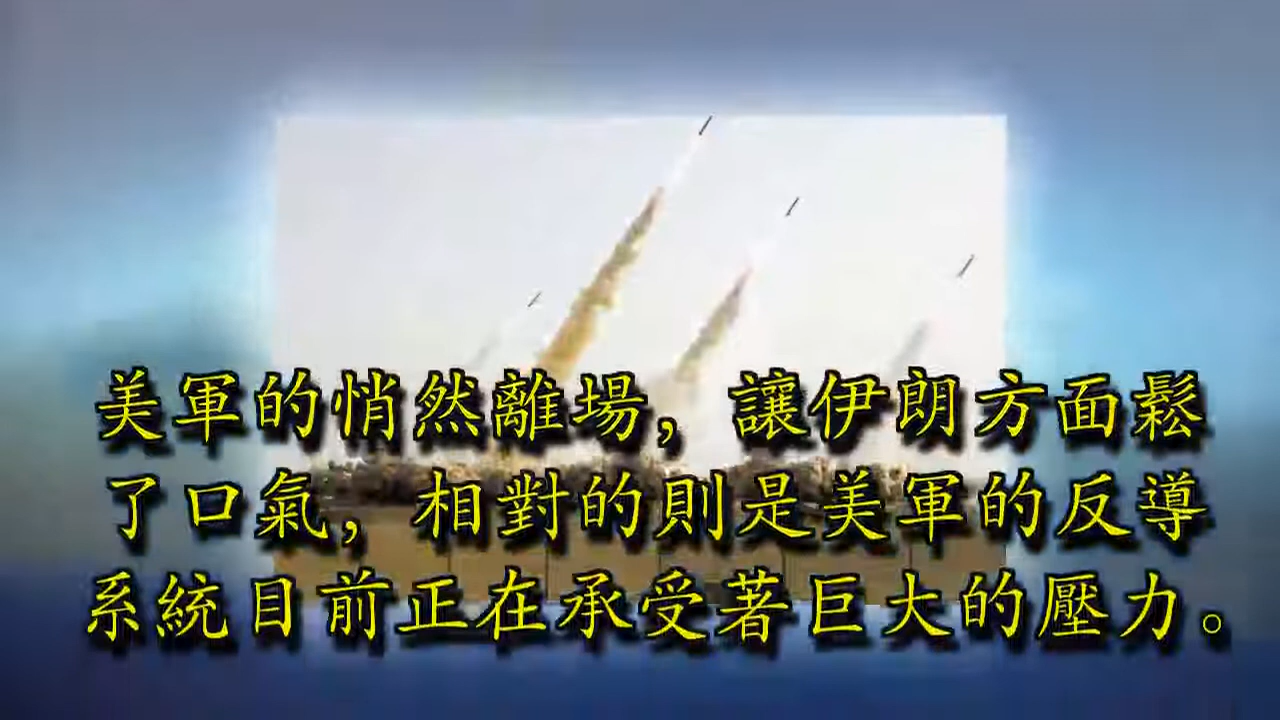 美軍的悄然離場，讓伊朗方面鬆
了口氣，相對的則是美軍的反導
系統目前正在承受著巨大的壓力。